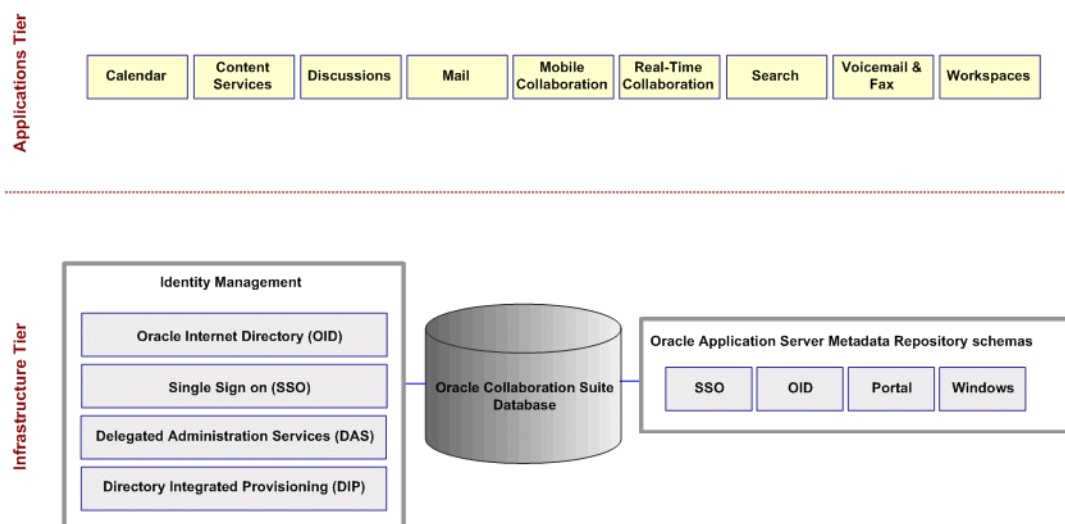 Applications Tier
Calendar
Content
Services
Discussions
Mail
Mobile
Collaboration
Real-Time
Collaboration
Search
Voicemail &
Fax
Workspaces
Infrastructure Tier
Identity Management
Oracle Internet Directory (OID)
Single Sign on (SSO)
Delegated Administration Services (DAS)
Directory Integrated Provisioning (DIP)
Oracle Collaboration Suite
Database
Oracle Application Server Metadata Repository schemas
SSO
OID
Portal
Windows